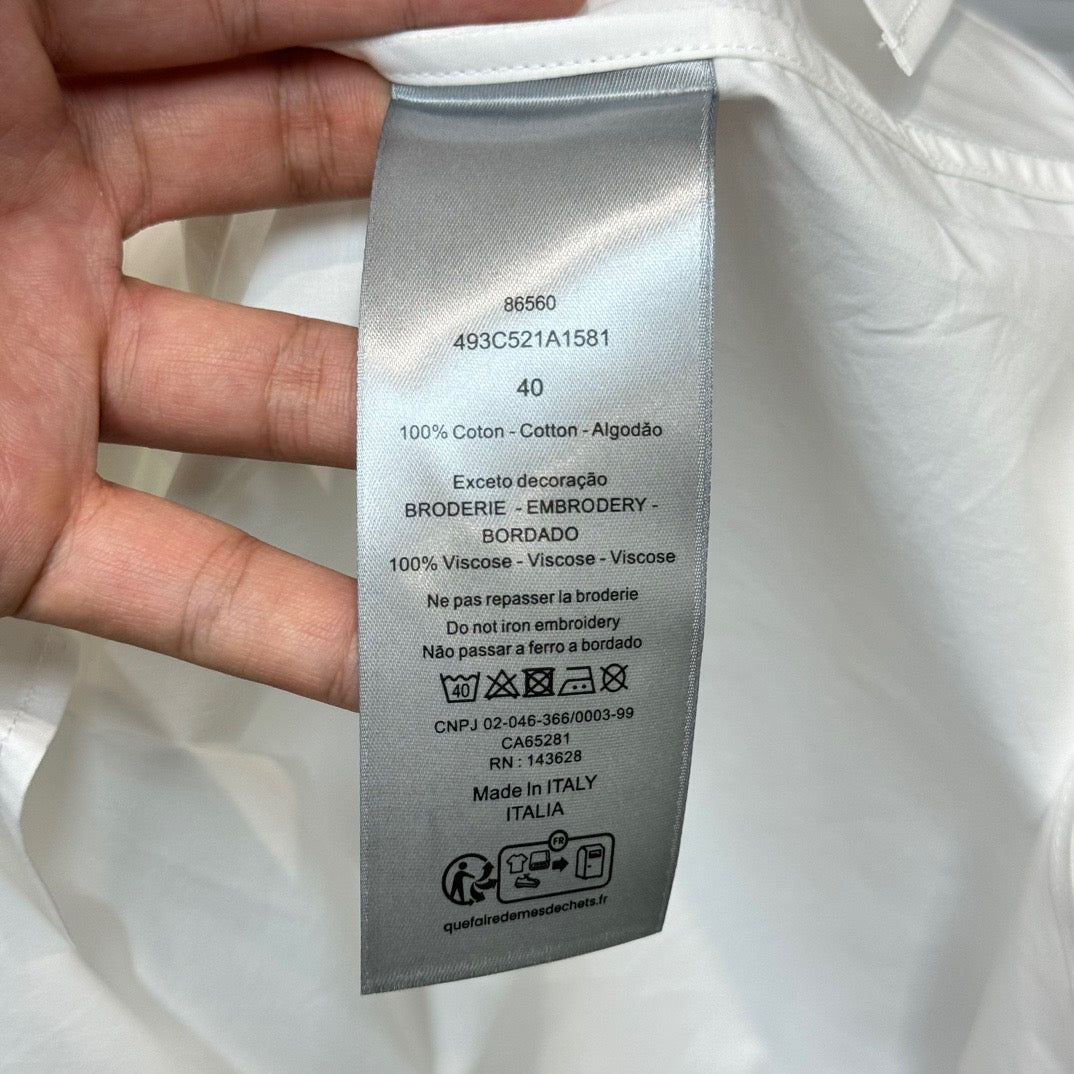 86560
493C521A1581
40
100% Coton - Cotton - Algodão
Exceto decoração
BRODERIE - EMBRODERY -
BORDADO
100% Viscose - Viscose - Viscose
Ne pas repasser la broderie
Do not iron embroidery
Não passar a ferro a bordado
40
CNPJ 02-046-366/0003-99
CA65281
RN : 143628
Made In ITALY
ITALIA
FR
quefairedemesdechets.fr